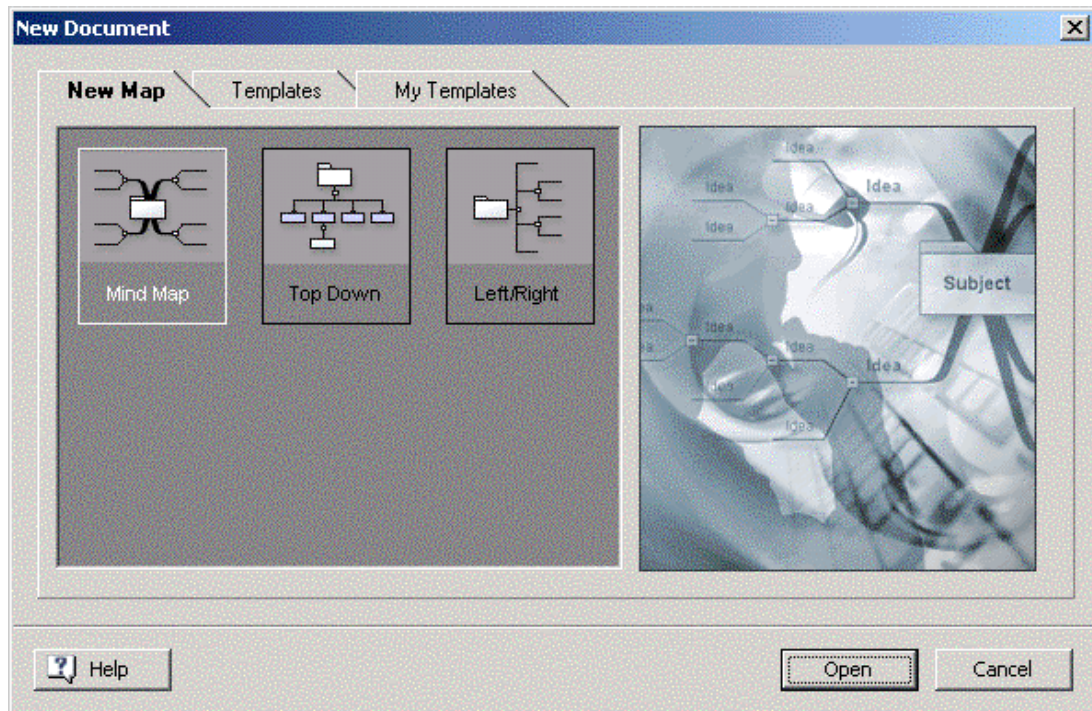 New Document
New Map Templates My Templates
Mind Map Top Down Left/Right
Idea
Idea Idea
Idea
Idea
Subject
Idea
Idea
Idea
Idea
Idea
Help Open Cancel